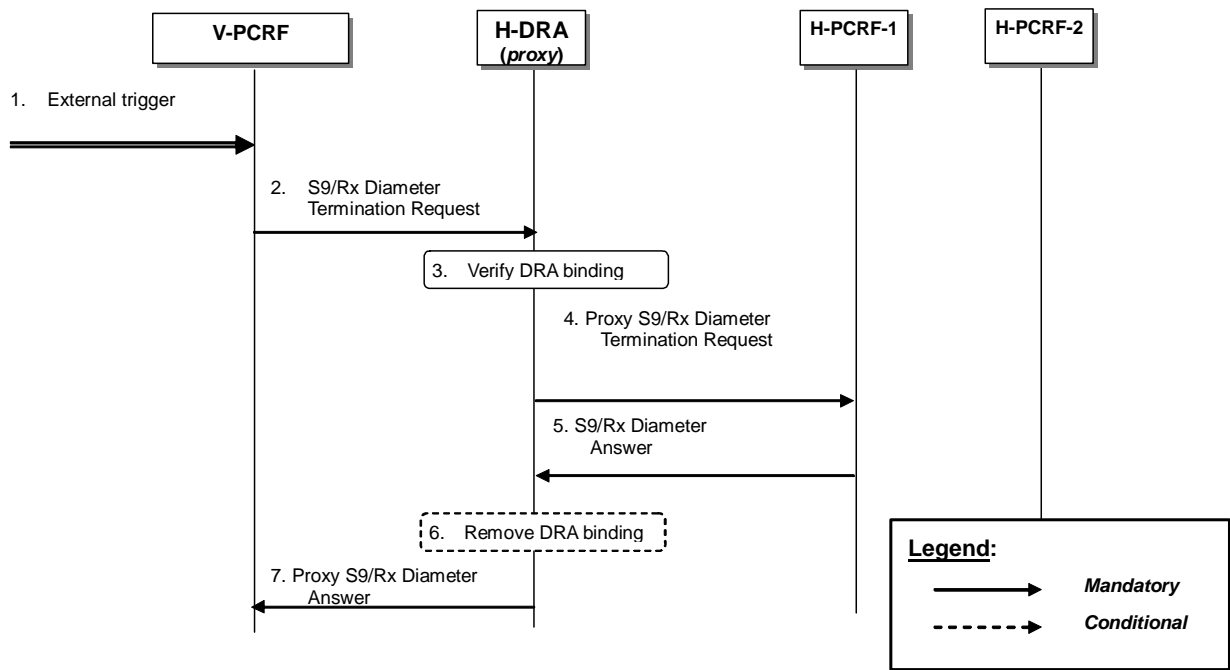 V-PCRF
H-DRA
(proxy)
H-PCRF-1
H-PCRF-2
1. External trigger
2. S9/Rx Diameter
Termination Request
3. Verify DRA binding
4. Proxy S9/Rx Diameter
Termination Request
5. S9/Rx Diameter
Answer
6. Remove DRA binding
7. Proxy S9/Rx Diameter
Answer
Legend:
Mandatory
Conditional